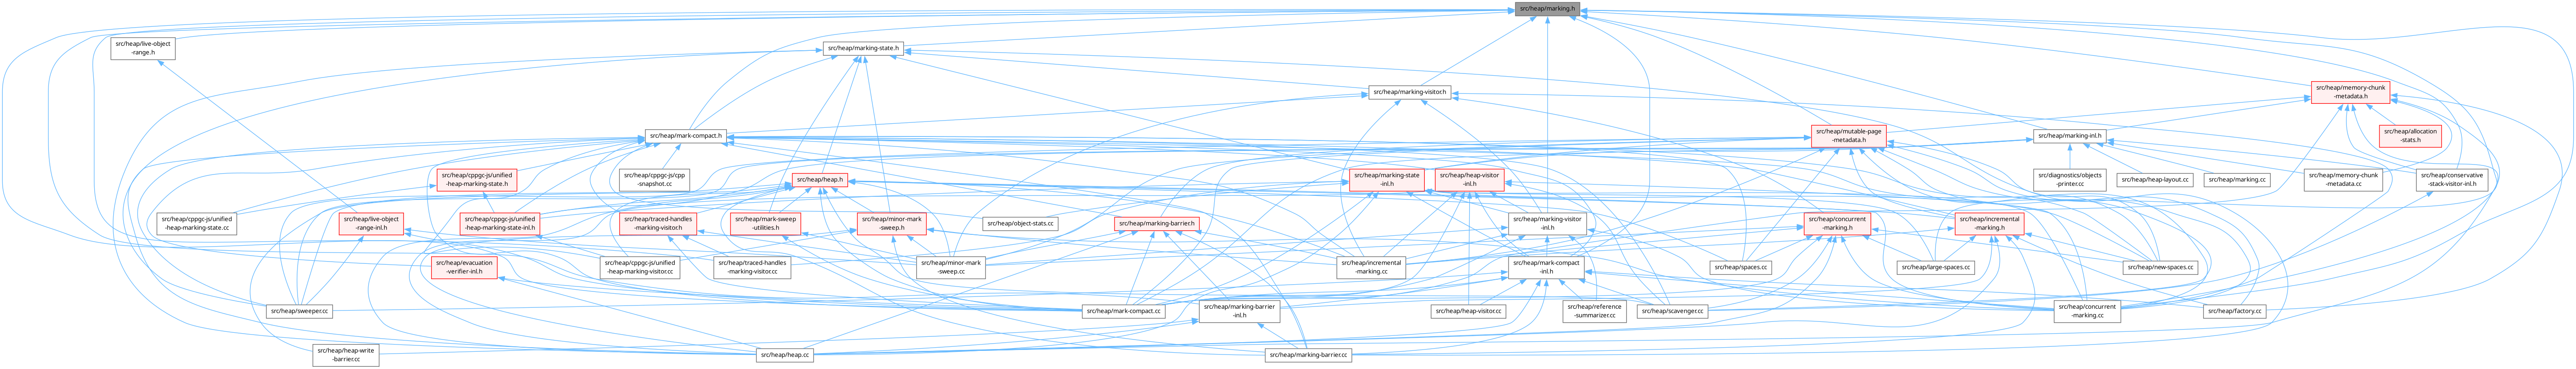 src/heap/marking.h
src/heap/live-object
-range.h
src/heap/marking-state.h
src/heap/marking-visitor.h
src/heap/memory-chunk
-metadata.h
src/heap/mark-compact.h
src/heap/mutable-page
-metadata.h
src/heap/marking-inl.h
src/heap/allocation
-stats.h
src/heap/cppgc-js/unified
-heap-marking-state.h
src/heap/cppgc-js/cpp
-snapshot.cc
src/heap/heap.h
src/heap/marking-state
-inl.h
src/heap/heap-visitor
-inl.h
src/diagnostics/objects
-printer.cc
src/heap/heap-layout.cc
src/heap/marking.cc
src/heap/memory-chunk
-metadata.cc
src/heap/conservative
-stack-visitor-inl.h
src/heap/cppgc-js/unified
-heap-marking-state.cc
src/heap/live-object
-range-inl.h
src/heap/cppgc-js/unified
-heap-marking-state-inl.h
src/heap/traced-handles
-marking-visitor.h
src/heap/mark-sweep
-utilities.h
src/heap/minor-mark
-sweep.h
src/heap/object-stats.cc
src/heap/marking-barrier.h
src/heap/marking-visitor
-inl.h
src/heap/concurrent
-marking.h
src/heap/incremental
-marking.h
src/heap/evacuation
-verifier-inl.h
src/heap/cppgc-js/unified
-heap-marking-visitor.cc
src/heap/traced-handles
-marking-visitor.cc
src/heap/minor-mark
-sweep.cc
src/heap/incremental
-marking.cc
src/heap/mark-compact
-inl.h
src/heap/spaces.cc
src/heap/large-spaces.cc
src/heap/new-spaces.cc
src/heap/sweeper.cc
src/heap/mark-compact.cc
src/heap/marking-barrier
-inl.h
src/heap/heap-visitor.cc
src/heap/reference
-summarizer.cc
src/heap/scavenger.cc
src/heap/concurrent
-marking.cc
src/heap/factory.cc
src/heap/heap-write
-barrier.cc
src/heap/heap.cc
src/heap/marking-barrier.cc